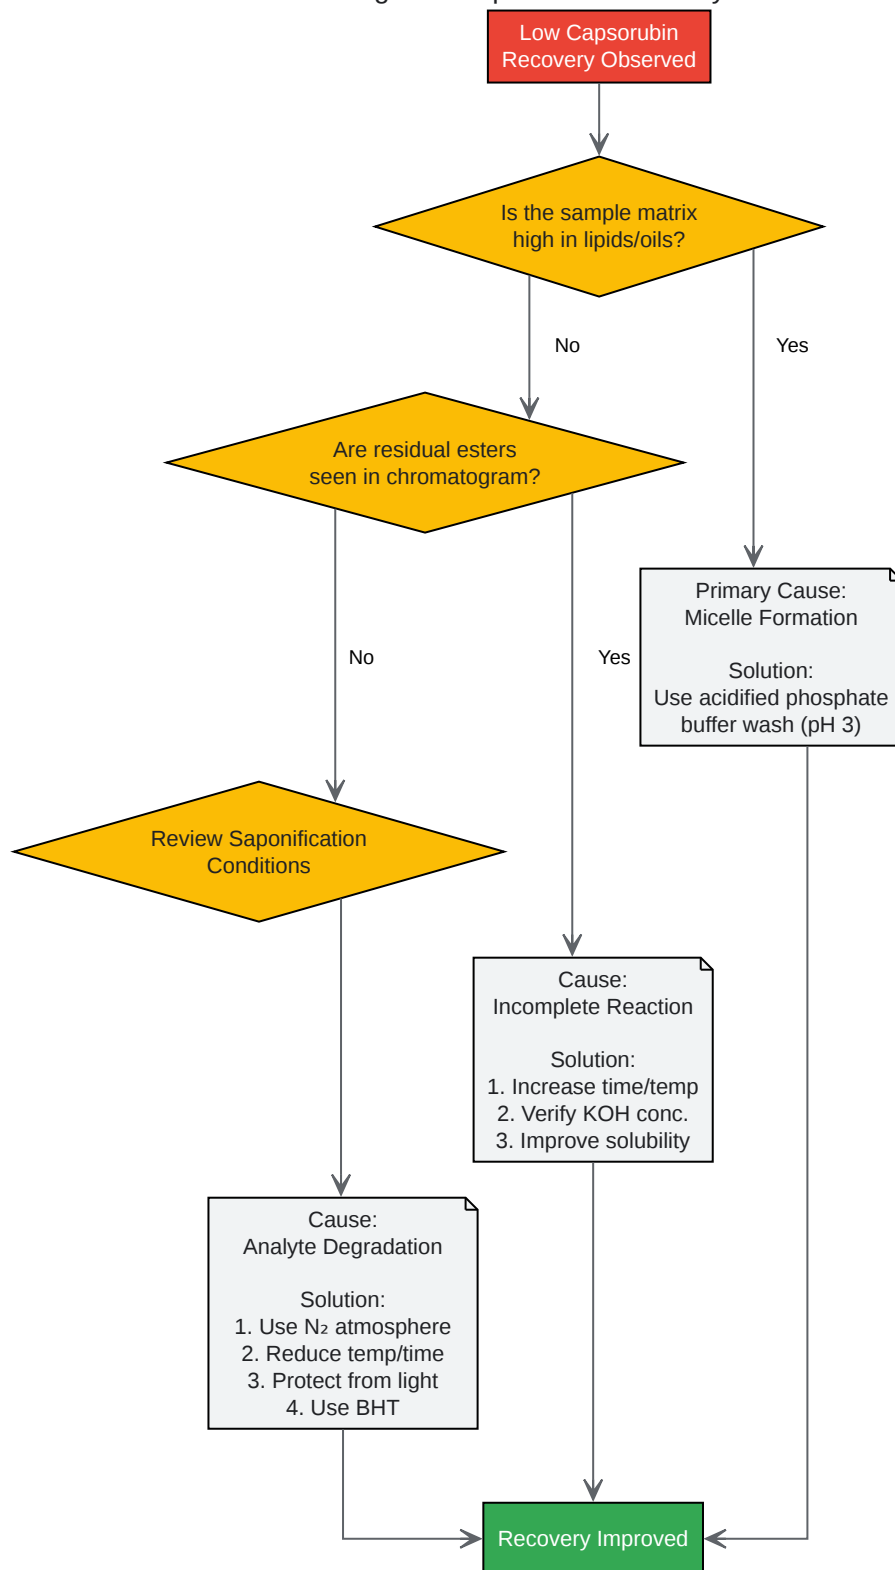 Low Capsorubin
Recovery Observed
Is the sample matrix
high in lipids/oils?
No
Yes
Are residual esters
seen in chromatogram?
Primary Cause:
Micelle Formation
Solution:
Use acidified phosphate
buffer wash (pH 3)
No
Yes
Review Saponification
Conditions
Cause:
Incomplete Reaction
Solution:
1. Increase time/temp
2. Verify KOH conc.
3. Improve solubility
Cause:
Analyte Degradation
Solution:
1. Use N₂ atmosphere
2. Reduce temp/time
3. Protect from light
4. Use BHT
Recovery Improved